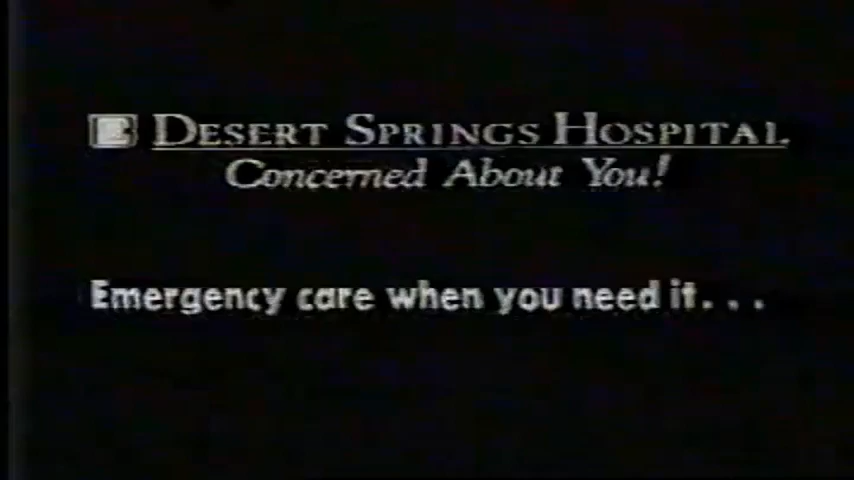 DESERT SPRINGS HOSPITAL
Concerned About You!
Emergency care when you need it...